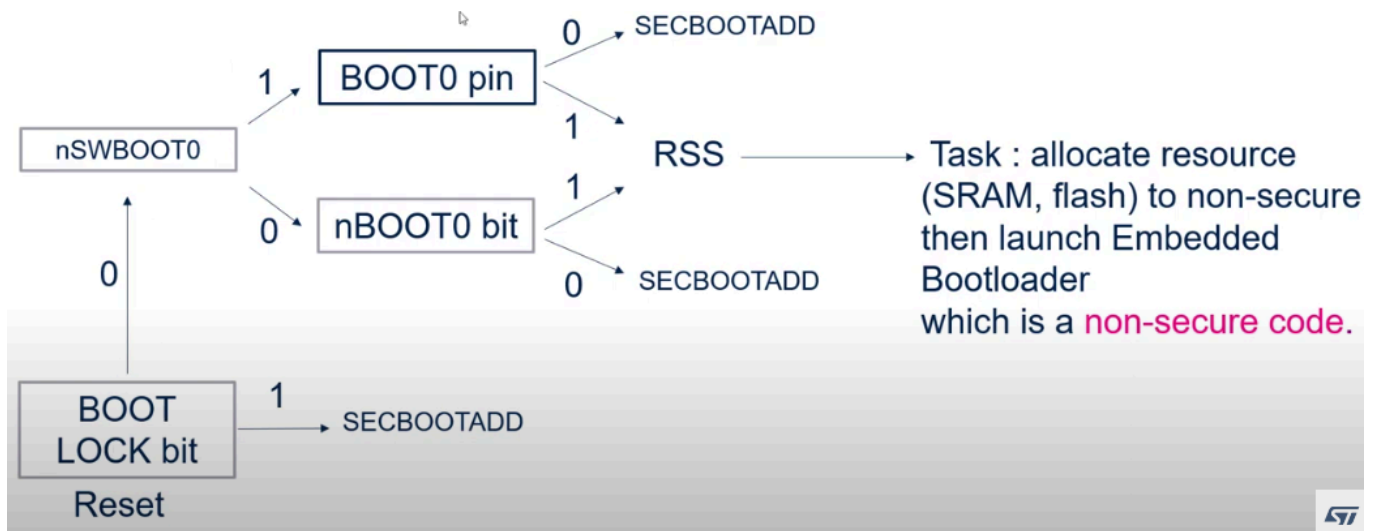 0
SECBOOTADD
1
BOOT0 pin
nSWBOOT0
1
RSS
Task : allocate resource
(SRAM, flash) to non-secure
then launch Embedded
Bootloader
which is a non-secure code.
1
0
nBOOT0 bit
0
SECBOOTADD
0
BOOT
LOCK bit
1
SECBOOTADD
Reset
ST